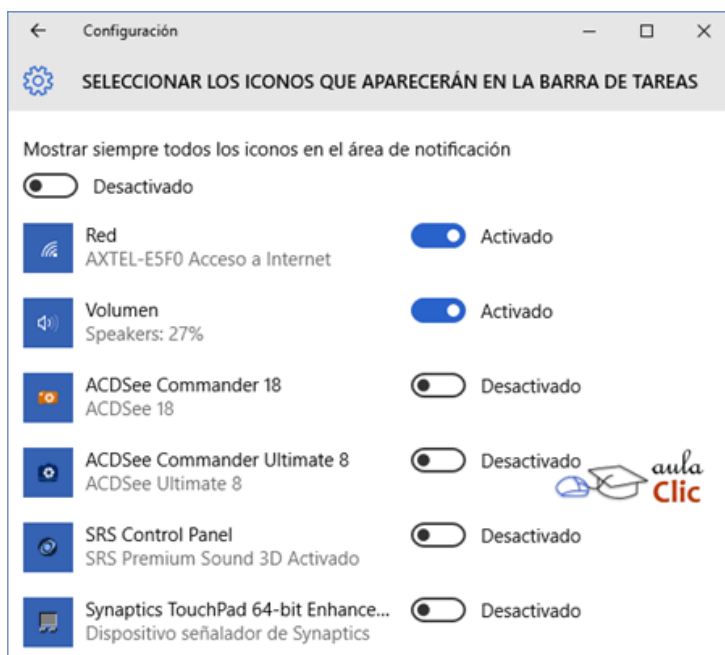 Configuración
SELECCIONAR LOS ICONOS QUE APARECERÁN EN LA BARRA DE TAREAS
Mostrar siempre todos los iconos en el área de notificación
Desactivado
Red
AXTEL-E5F0 Acceso a Internet
Activado
Volumen
Speakers: 27%
Activado
ACDSee Commander 18
ACDSee 18
Desactivado
ACDSee Commander Ultimate 8
ACDSee Ultimate 8
Desactivado
aula
Clic
SRS Control Panel
SRS Premium Sound 3D Activado
Desactivado
Synaptics TouchPad 64-bit Enhance...
Dispositivo señalador de Synaptics
Desactivado